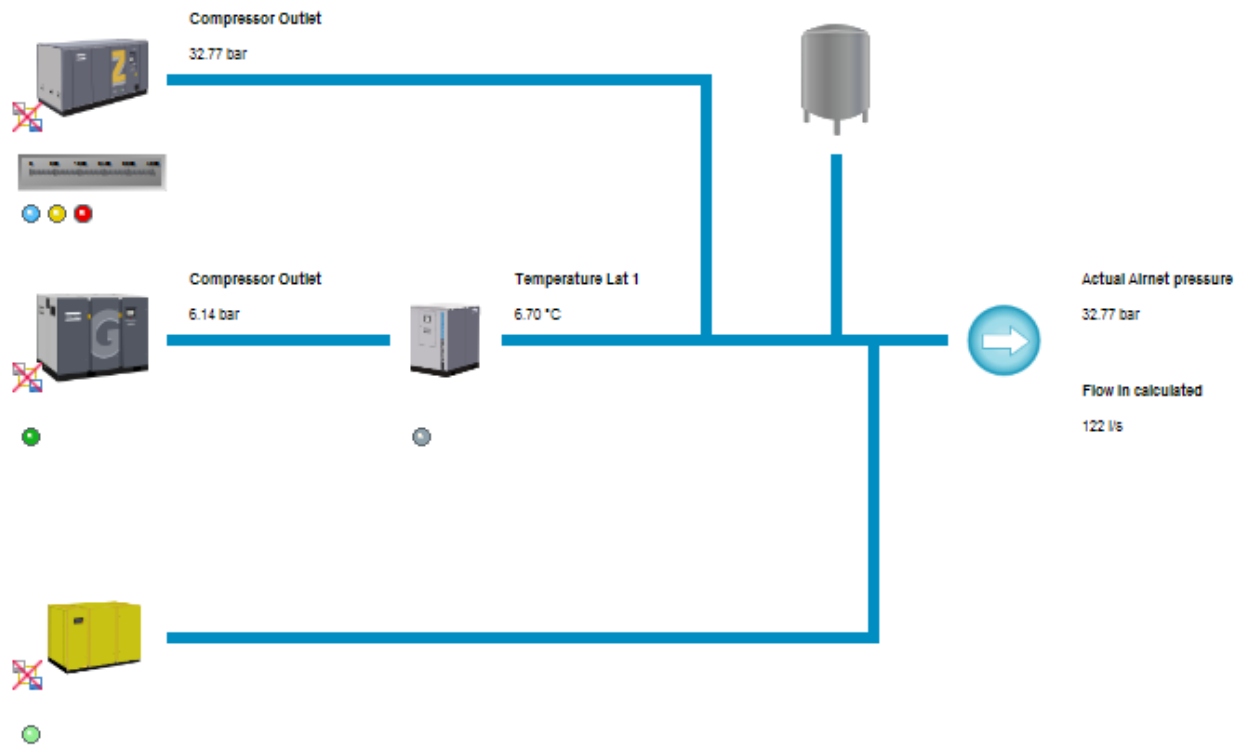 Compressor Outlet
32.77 bar
Z
Compressor Outlet
6.14 bar
G
Temperature Lat 1
6.70 °C
Actual Airnet pressure
32.77 bar
Flow in calculated
122 l/s